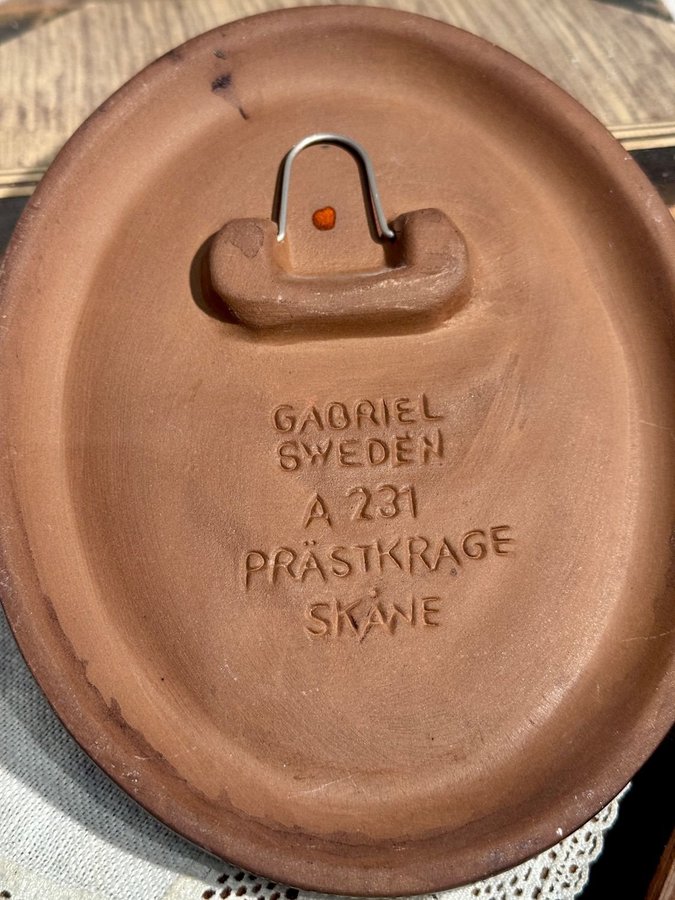 GABRIEL
SWEDEN
A 231
PRÄSTKRAGE
SKÅNE